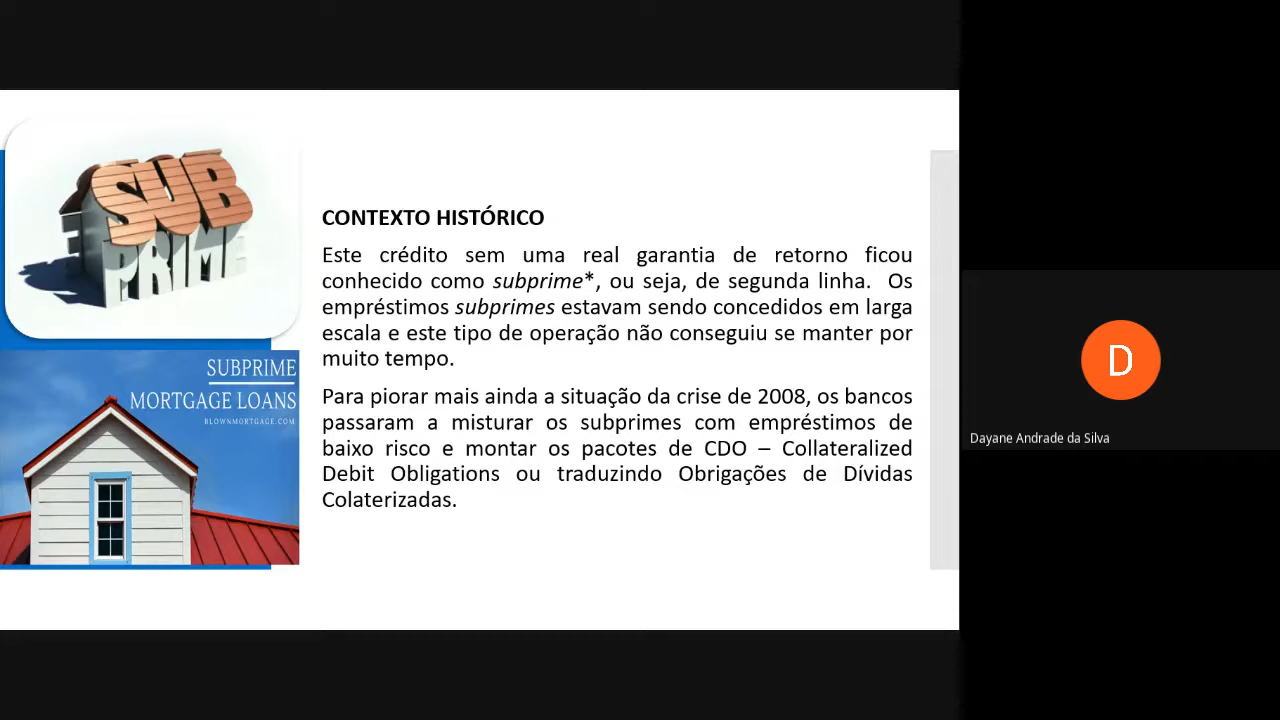 SUB
PRIME
SUBPRIME
MORTGAGE LOANS
BLOWNMORTGAGE.COM
CONTEXTO HISTÓRICO
Este crédito sem uma real garantia de retorno ficou
conhecido como subprime*, ou seja, de segunda linha. Os
empréstimos subprimes estavam sendo concedidos em larga
escala e este tipo de operação não conseguiu se manter por
muito tempo.
Para piorar mais ainda a situação da crise de 2008, os bancos
passaram a misturar os subprimes com empréstimos de
baixo risco e montar os pacotes de CDO – Collateralized
Debit Obligations ou traduzindo Obrigações de Dívidas
Colaterizadas.
D
Dayane Andrade da Silva